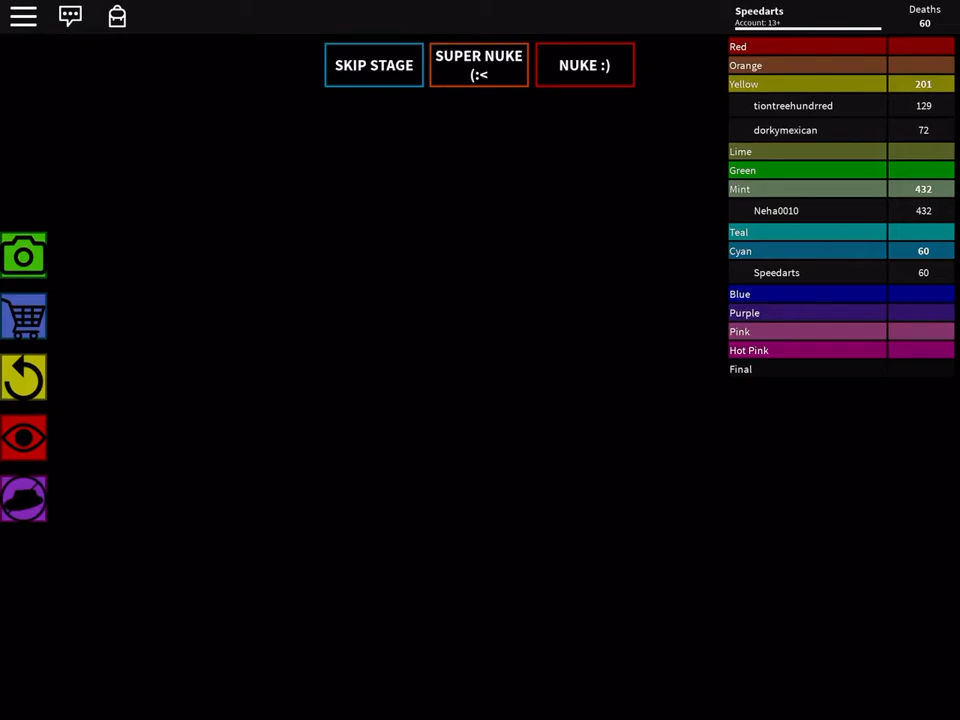 Speedarts
Account: 13+
Deaths
60
SKIP STAGE
SUPER NUKE
(:<
NUKE :)
Red
Orange
Yellow 201
tiontreehundrred 129
dorkymexican 72
Lime
Green
Mint 432
Neha0010 432
Teal
Cyan 60
Speedarts 60
Blue
Purple
Pink
Hot Pink
Final